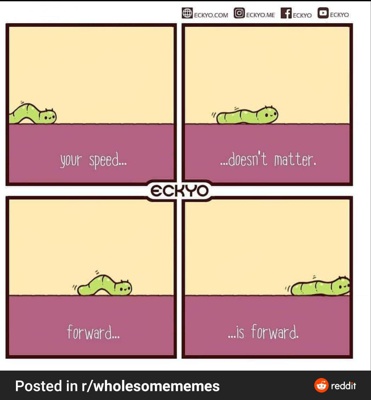 ECKYO.COM ECKYO.ME ECKYO ECKYO
your speed...
...doesn't matter.
ECKYO
forward...
...is forward.
Posted in r/wholesomememes
reddit